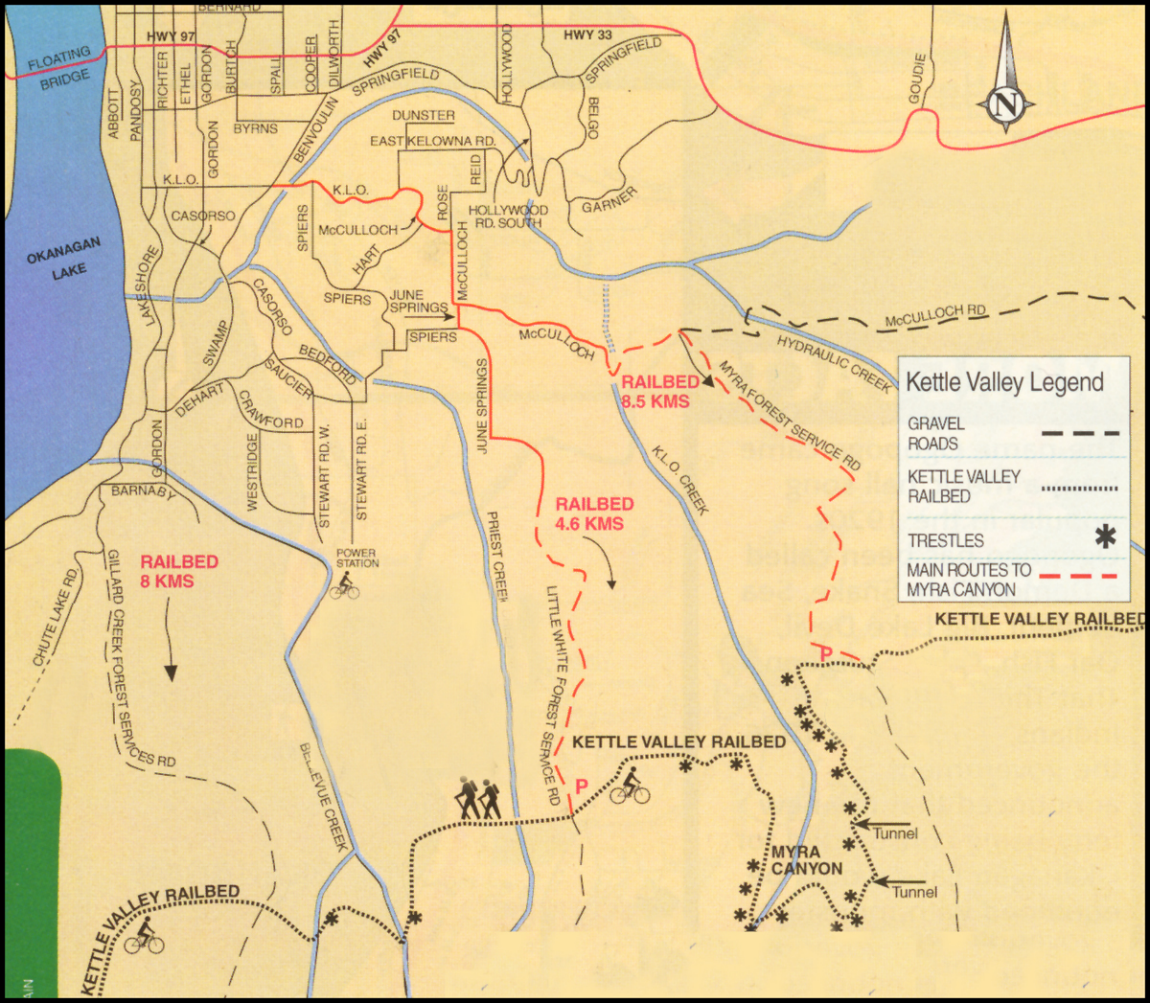 BERNARD
HWY 97
FLOATING
BRIDGE
ABBOTT
PANDOSY
RICHTER
ETHEL
GORDON
BURTCH
SPALL
COOPER
DILWORTH
HWY 97
HOLLYWOOD
HWY 33
SPRINGFIELD
SPRINGFIELD
BELGO
GOUDIE
N
BYRNS
GORDON
BENVOULIN
DUNSTER
EAST KELOWNA RD.
REID
K.L.O.
K.L.O.
ROSE
CASORSO
SPIERS
McCULLOCH
HART
HOLLYWOOD
RD. SOUTH
GARNER
OKANAGAN
LAKE
LAKESHORE
McCULLOCH
SPIERS
JUNE
SPRINGS
SPIERS
CASORSO
SWAMP
BEDFORD
SAUCIER
McCULLOCH
McCULLOCH RD
HYDRAULIC CREEK
DEHART
CRAWFORD
JUNE SPRINGS
RAILBED
8.5 KMS
MYRA FOREST SERVICE RD
Kettle Valley Legend
GRAVEL
ROADS
KETTLE VALLEY
RAILBED
TRESTLES
MAIN ROUTES TO
MYRA CANYON
GORDON
WESTRIDGE
STEWART RD. W.
STEWART RD. E.
K.L.O. CREEK
BARNABY
RAILBED
4.6 KMS
PRIEST CREEK
POWER
STATION
RAILBED
8 KMS
GILLARD CREEK FOREST SERVICES RD
CHUTE LAKE RD.
LITTLE WHITE FOREST SERVICE RD
KETTLE VALLEY RAILBED
P
KETTLE VALLEY RAILBED
P
BELLEVUE CREEK
Tunnel
MYRA
CANYON
Tunnel
KETTLE VALLEY RAILBED
AIN